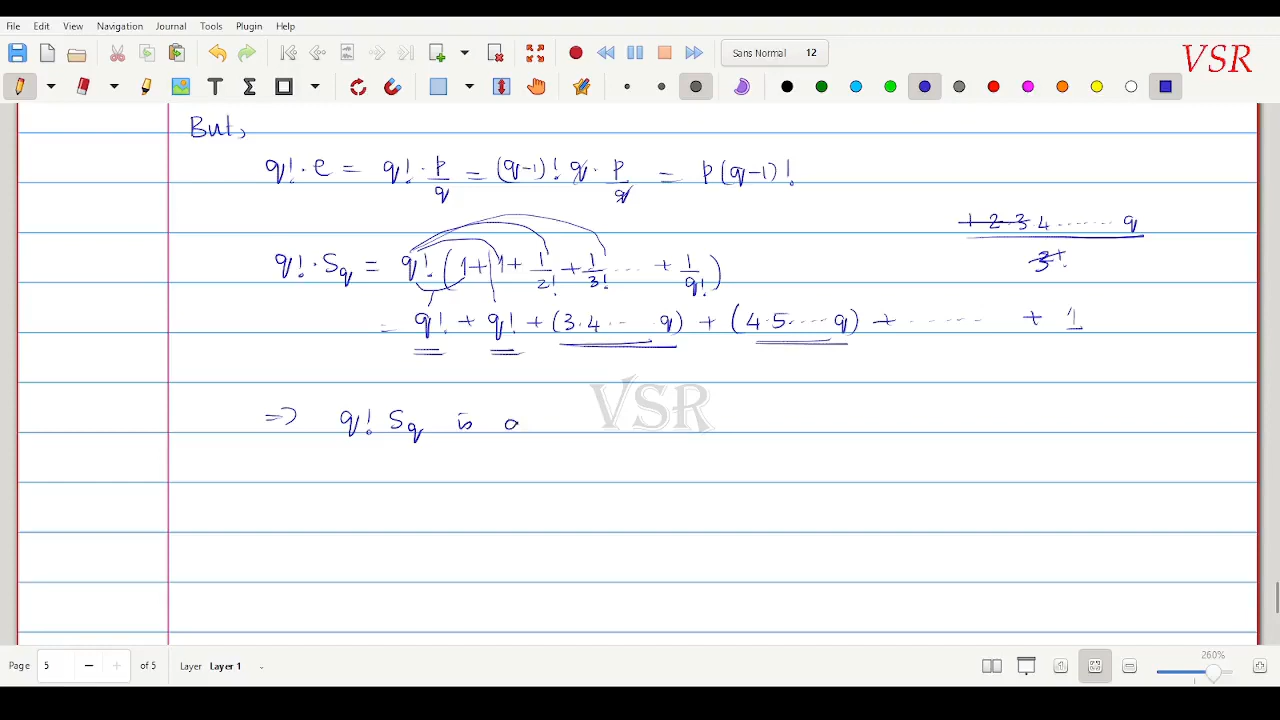 File Edit View Navigation Journal Tools Plugin Help
Sans Normal 12
VSR
But,
q!·e = q!·p/q = (q-1)! q·p/q = p(q-1)!
1·2·3·4.......q
3!
q!·Sq = q!(1+1+1/2!+1/3!.....+1/q!)
= q! + q! + (3·4... q) + (4·5.....q) + ....... + 1
VSR
=> q! Sq is a
Page 5 of 5 Layer Layer 1 260%